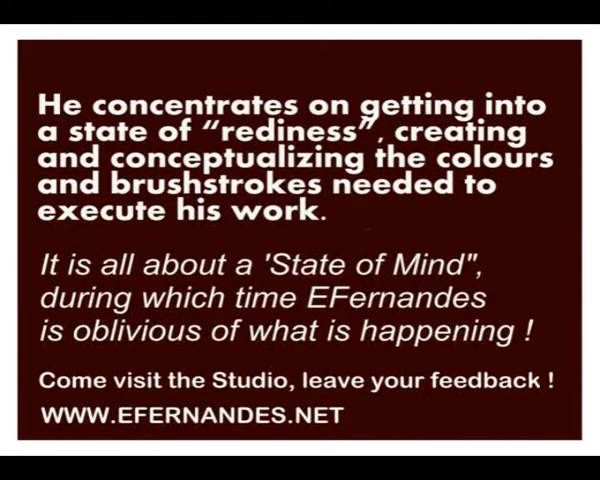 He concentrates on getting into
a state of “rediness”, creating
and conceptualizing the colours
and brushstrokes needed to
execute his work.
It is all about a 'State of Mind",
during which time EFernandes
is oblivious of what is happening !
Come visit the Studio, leave your feedback !
WWW.EFERNANDES.NET